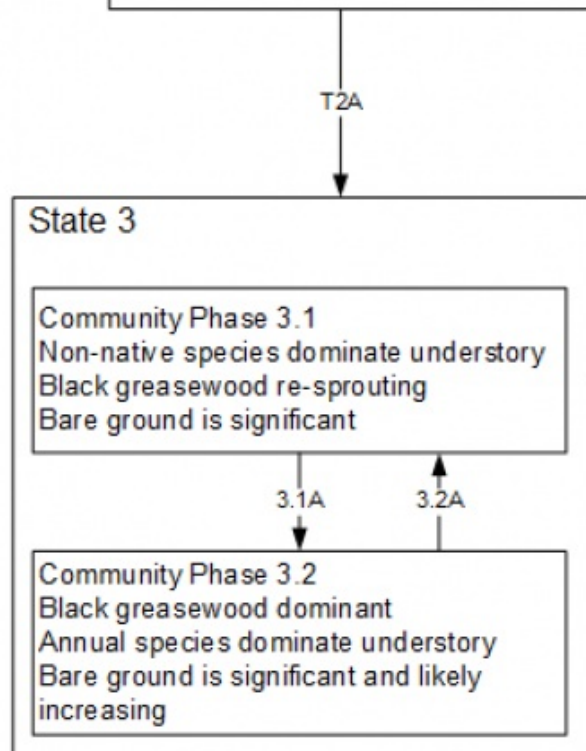 T2A
State 3
Community Phase 3.1
Non-native species dominate understory
Black greasewood re-sprouting
Bare ground is significant
3.1A
3.2A
Community Phase 3.2
Black greasewood dominant
Annual species dominate understory
Bare ground is significant and likely
increasing